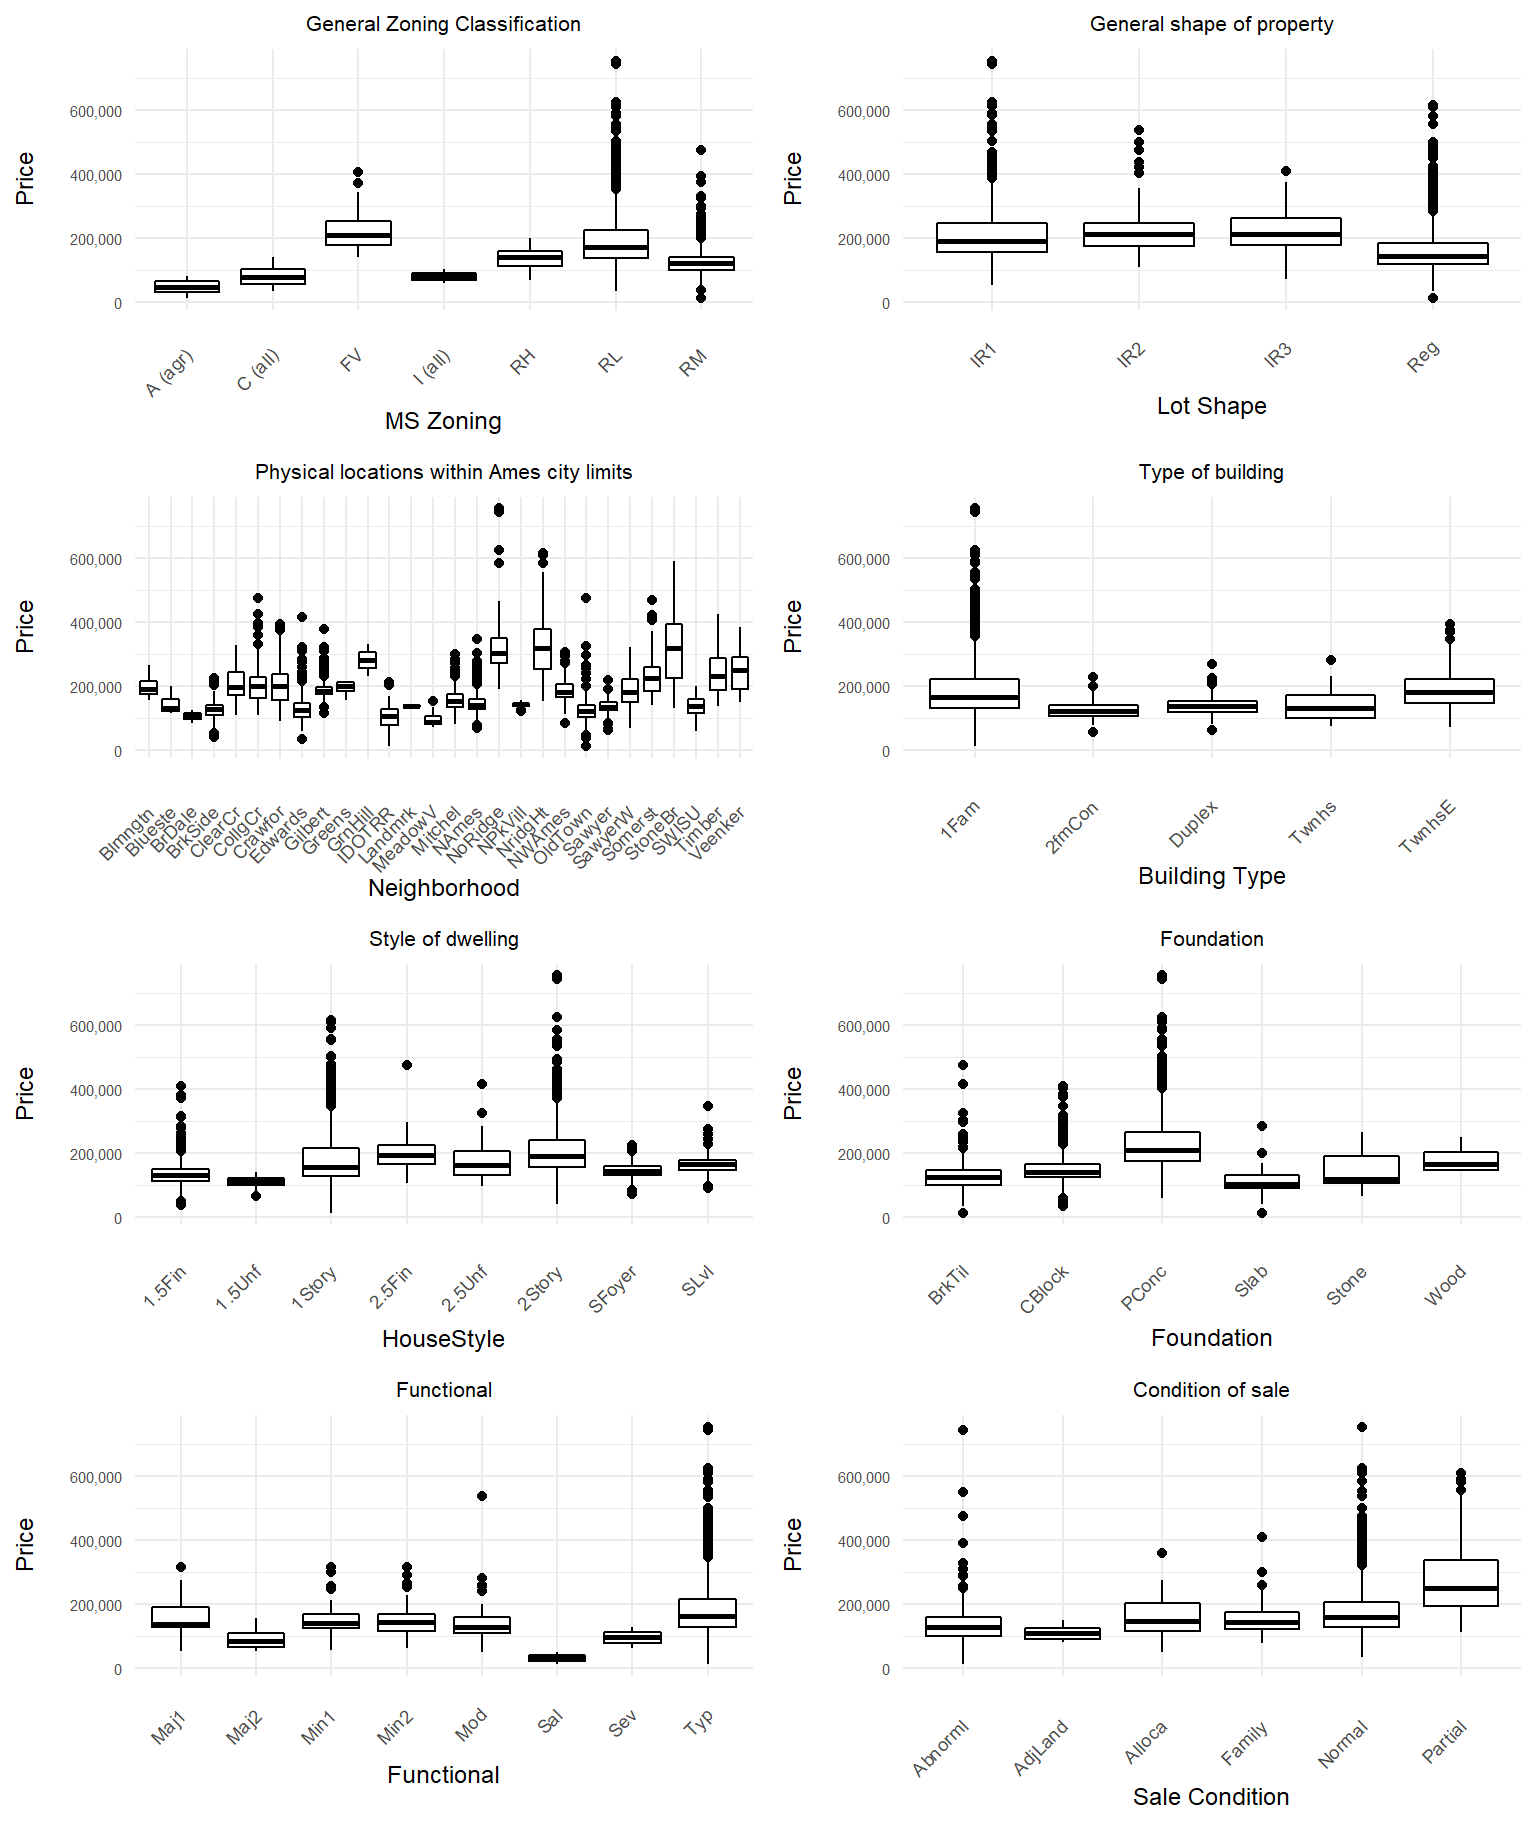 General Zoning Classification
Price
600,000
400,000
200,000
0
A (agr)
C (all)
FV
I (all)
RH
RL
RM
MS Zoning
General shape of property
Price
600,000
400,000
200,000
0
IR1
IR2
IR3
Reg
Lot Shape
Physical locations within Ames city limits
Price
600,000
400,000
200,000
0
Blmngtn
Blueste
BrDale
BrkSide
ClearCr
CollgCr
Crawfor
Edwards
Gilbert
Greens
GrnHill
IDOTRR
Landmrk
MeadowV
Mitchel
NAmes
NoRidge
NPkVill
NridgHt
NWAmes
OldTown
Sawyer
SawyerW
Somerst
StoneBr
SWISU
Timber
Veenker
Neighborhood
Type of building
Price
600,000
400,000
200,000
0
1Fam
2fmCon
Duplex
Twnhs
TwnhsE
Building Type
Style of dwelling
Price
600,000
400,000
200,000
0
1.5Fin
1.5Unf
1Story
2.5Fin
2.5Unf
2Story
SFoyer
SLvl
HouseStyle
Foundation
Price
600,000
400,000
200,000
0
BrkTil
CBlock
PConc
Slab
Stone
Wood
Foundation
Functional
Price
600,000
400,000
200,000
0
Maj1
Maj2
Min1
Min2
Mod
Sal
Sev
Typ
Functional
Condition of sale
Price
600,000
400,000
200,000
0
Abnorml
AdjLand
Alloca
Family
Normal
Partial
Sale Condition